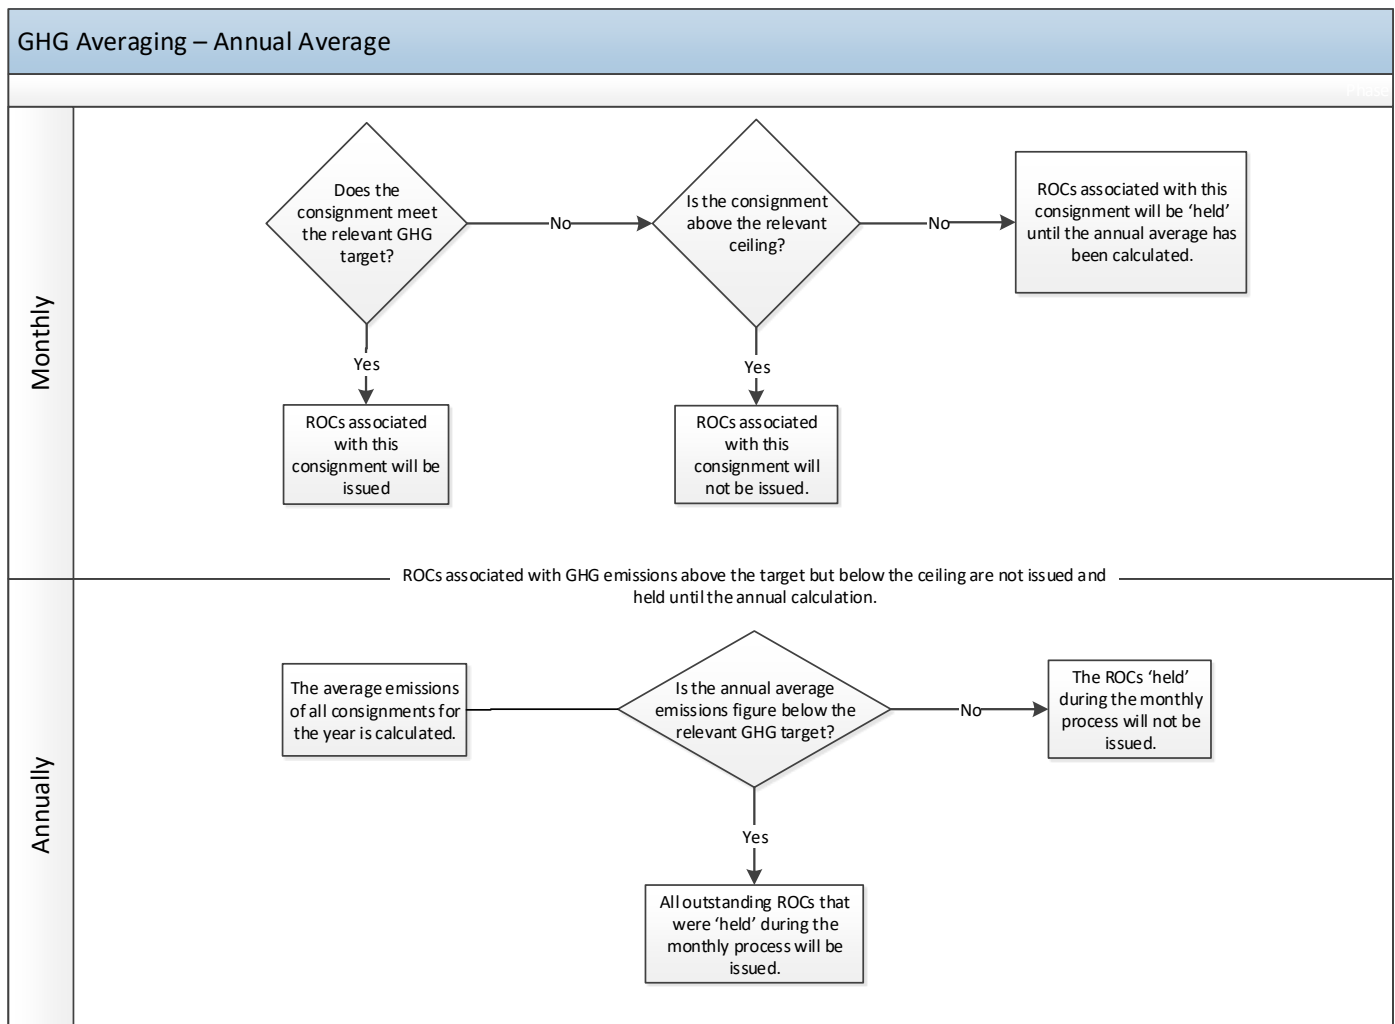 GHG Averaging – Annual Average
Phase
Monthly
Does the
consignment meet
the relevant GHG
target?
No
Is the consignment
above the relevant
ceiling?
No
ROCs associated with this
consignment will be ‘held’
until the annual average has
been calculated.
Yes
ROCs associated
with this
consignment will be
issued
Yes
ROCs associated
with this
consignment will
not be issued.
ROCs associated with GHG emissions above the target but below the ceiling are not issued and
held until the annual calculation.
Annually
The average emissions
of all consignments for
the year is calculated.
Is the annual average
emissions figure below the
relevant GHG target?
No
The ROCs ‘held’
during the monthly
process will not be
issued.
Yes
All outstanding ROCs that
were ‘held’ during the
monthly process will be
issued.